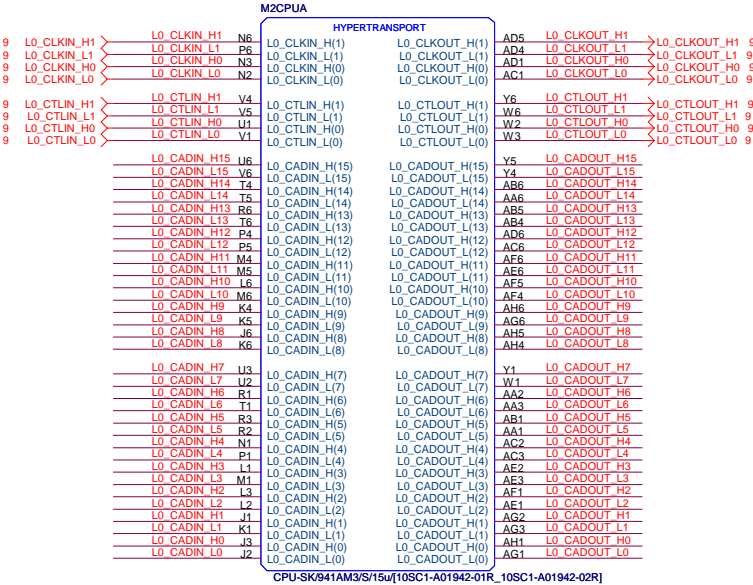 M2CPUA
HYPERTRANSPORT
9 L0_CLKIN_H1 L0_CLKIN_H1 N6 L0_CLKIN_H(1) L0_CLKOUT_H(1) AD5 L0_CLKOUT_H1 L0_CLKOUT_H1 9
9 L0_CLKIN_L1 L0_CLKIN_L1 P6 L0_CLKIN_L(1) L0_CLKOUT_L(1) AD4 L0_CLKOUT_L1 L0_CLKOUT_L1 9
9 L0_CLKIN_H0 L0_CLKIN_H0 N3 L0_CLKIN_H(0) L0_CLKOUT_H(0) AD1 L0_CLKOUT_H0 L0_CLKOUT_H0 9
9 L0_CLKIN_L0 L0_CLKIN_L0 N2 L0_CLKIN_L(0) L0_CLKOUT_L(0) AC1 L0_CLKOUT_L0 L0_CLKOUT_L0 9
9 L0_CTLIN_H1 L0_CTLIN_H1 V4 L0_CTLIN_H(1) L0_CTLOUT_H(1) Y6 L0_CTLOUT_H1 L0_CTLOUT_H1 9
9 L0_CTLIN_L1 L0_CTLIN_L1 V5 L0_CTLIN_L(1) L0_CTLOUT_L(1) W6 L0_CTLOUT_L1 L0_CTLOUT_L1 9
9 L0_CTLIN_H0 L0_CTLIN_H0 U1 L0_CTLIN_H(0) L0_CTLOUT_H(0) W2 L0_CTLOUT_H0 L0_CTLOUT_H0 9
9 L0_CTLIN_L0 L0_CTLIN_L0 V1 L0_CTLIN_L(0) L0_CTLOUT_L(0) W3 L0_CTLOUT_L0 L0_CTLOUT_L0 9
L0_CADIN_H15 U6 L0_CADIN_H(15) L0_CADOUT_H(15) Y5 L0_CADOUT_H15
L0_CADIN_L15 V6 L0_CADIN_L(15) L0_CADOUT_L(15) Y4 L0_CADOUT_L15
L0_CADIN_H14 T4 L0_CADIN_H(14) L0_CADOUT_H(14) AB6 L0_CADOUT_H14
L0_CADIN_L14 T5 L0_CADIN_L(14) L0_CADOUT_L(14) AA6 L0_CADOUT_L14
L0_CADIN_H13 R6 L0_CADIN_H(13) L0_CADOUT_H(13) AB5 L0_CADOUT_H13
L0_CADIN_L13 T6 L0_CADIN_L(13) L0_CADOUT_L(13) AB4 L0_CADOUT_L13
L0_CADIN_H12 P4 L0_CADIN_H(12) L0_CADOUT_H(12) AD6 L0_CADOUT_H12
L0_CADIN_L12 P5 L0_CADIN_L(12) L0_CADOUT_L(12) AC6 L0_CADOUT_L12
L0_CADIN_H11 M4 L0_CADIN_H(11) L0_CADOUT_H(11) AF6 L0_CADOUT_H11
L0_CADIN_L11 M5 L0_CADIN_L(11) L0_CADOUT_L(11) AE6 L0_CADOUT_L11
L0_CADIN_H10 L6 L0_CADIN_H(10) L0_CADOUT_H(10) AF5 L0_CADOUT_H10
L0_CADIN_L10 M6 L0_CADIN_L(10) L0_CADOUT_L(10) AF4 L0_CADOUT_L10
L0_CADIN_H9 K4 L0_CADIN_H(9) L0_CADOUT_H(9) AH6 L0_CADOUT_H9
L0_CADIN_L9 K5 L0_CADIN_L(9) L0_CADOUT_L(9) AG6 L0_CADOUT_L9
L0_CADIN_H8 J6 L0_CADIN_H(8) L0_CADOUT_H(8) AH5 L0_CADOUT_H8
L0_CADIN_L8 K6 L0_CADIN_L(8) L0_CADOUT_L(8) AH4 L0_CADOUT_L8
L0_CADIN_H7 U3 L0_CADIN_H(7) L0_CADOUT_H(7) Y1 L0_CADOUT_H7
L0_CADIN_L7 U2 L0_CADIN_L(7) L0_CADOUT_L(7) W1 L0_CADOUT_L7
L0_CADIN_H6 R1 L0_CADIN_H(6) L0_CADOUT_H(6) AA2 L0_CADOUT_H6
L0_CADIN_L6 T1 L0_CADIN_L(6) L0_CADOUT_L(6) AA3 L0_CADOUT_L6
L0_CADIN_H5 R3 L0_CADIN_H(5) L0_CADOUT_H(5) AB1 L0_CADOUT_H5
L0_CADIN_L5 R2 L0_CADIN_L(5) L0_CADOUT_L(5) AA1 L0_CADOUT_L5
L0_CADIN_H4 N1 L0_CADIN_H(4) L0_CADOUT_H(4) AC2 L0_CADOUT_H4
L0_CADIN_L4 P1 L0_CADIN_L(4) L0_CADOUT_L(4) AC3 L0_CADOUT_L4
L0_CADIN_H3 L1 L0_CADIN_H(3) L0_CADOUT_H(3) AE2 L0_CADOUT_H3
L0_CADIN_L3 M1 L0_CADIN_L(3) L0_CADOUT_L(3) AE3 L0_CADOUT_L3
L0_CADIN_H2 L3 L0_CADIN_H(2) L0_CADOUT_H(2) AF1 L0_CADOUT_H2
L0_CADIN_L2 L2 L0_CADIN_L(2) L0_CADOUT_L(2) AE1 L0_CADOUT_L2
L0_CADIN_H1 J1 L0_CADIN_H(1) L0_CADOUT_H(1) AG2 L0_CADOUT_H1
L0_CADIN_L1 K1 L0_CADIN_L(1) L0_CADOUT_L(1) AG3 L0_CADOUT_L1
L0_CADIN_H0 J3 L0_CADIN_H(0) L0_CADOUT_H(0) AH1 L0_CADOUT_H0
L0_CADIN_L0 J2 L0_CADIN_L(0) L0_CADOUT_L(0) AG1 L0_CADOUT_L0
CPU-SK/941AM3/S/15u/[10SC1-A01942-01R_10SC1-A01942-02R]